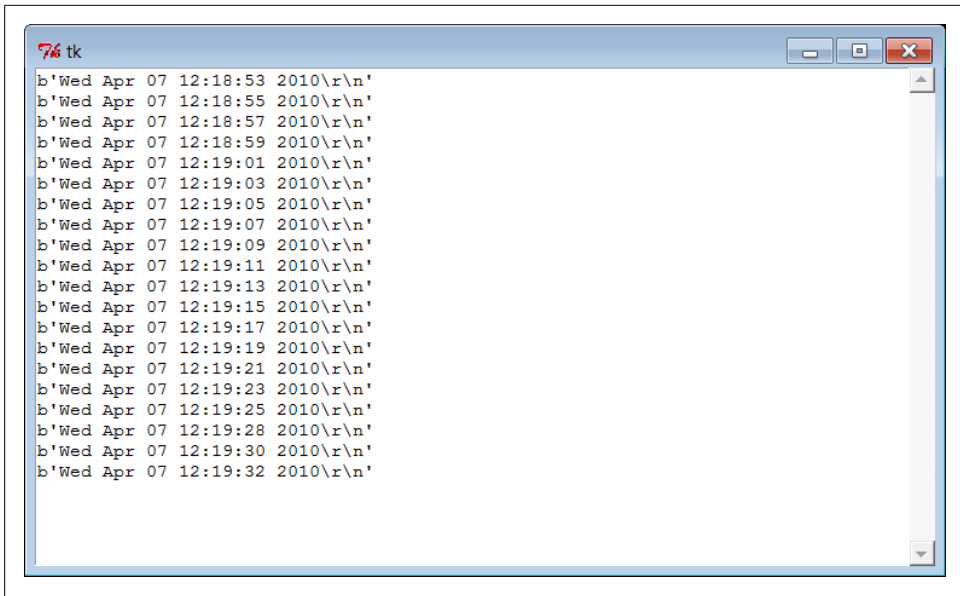 tk
b'Wed Apr 07 12:18:53 2010\r\n'
b'Wed Apr 07 12:18:55 2010\r\n'
b'Wed Apr 07 12:18:57 2010\r\n'
b'Wed Apr 07 12:18:59 2010\r\n'
b'Wed Apr 07 12:19:01 2010\r\n'
b'Wed Apr 07 12:19:03 2010\r\n'
b'Wed Apr 07 12:19:05 2010\r\n'
b'Wed Apr 07 12:19:07 2010\r\n'
b'Wed Apr 07 12:19:09 2010\r\n'
b'Wed Apr 07 12:19:11 2010\r\n'
b'Wed Apr 07 12:19:13 2010\r\n'
b'Wed Apr 07 12:19:15 2010\r\n'
b'Wed Apr 07 12:19:17 2010\r\n'
b'Wed Apr 07 12:19:19 2010\r\n'
b'Wed Apr 07 12:19:21 2010\r\n'
b'Wed Apr 07 12:19:23 2010\r\n'
b'Wed Apr 07 12:19:25 2010\r\n'
b'Wed Apr 07 12:19:28 2010\r\n'
b'Wed Apr 07 12:19:30 2010\r\n'
b'Wed Apr 07 12:19:32 2010\r\n'